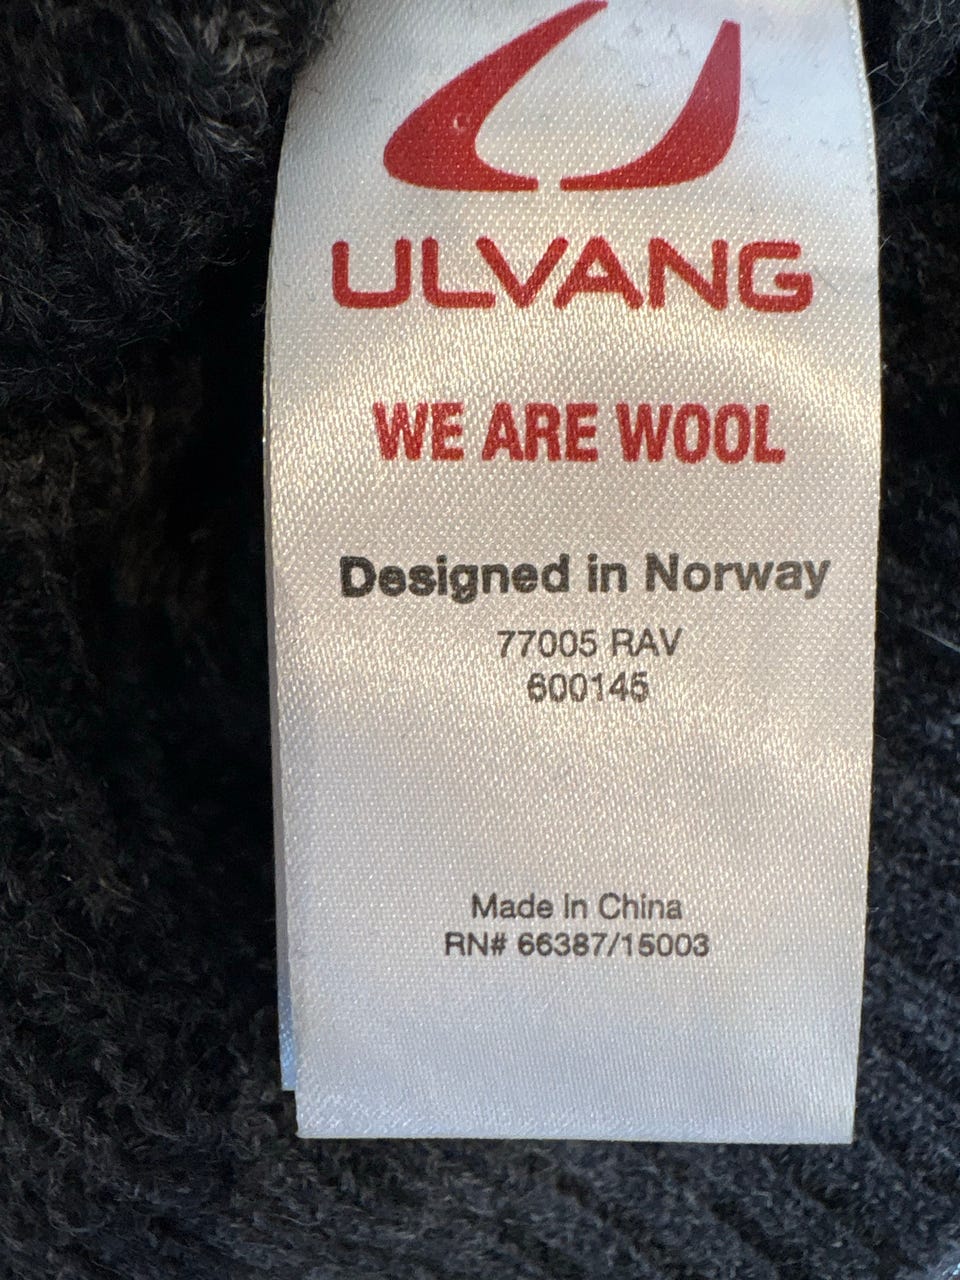 ULVANG
WE ARE WOOL
Designed in Norway
77005 RAV
600145
Made in China
RN# 66387/15003